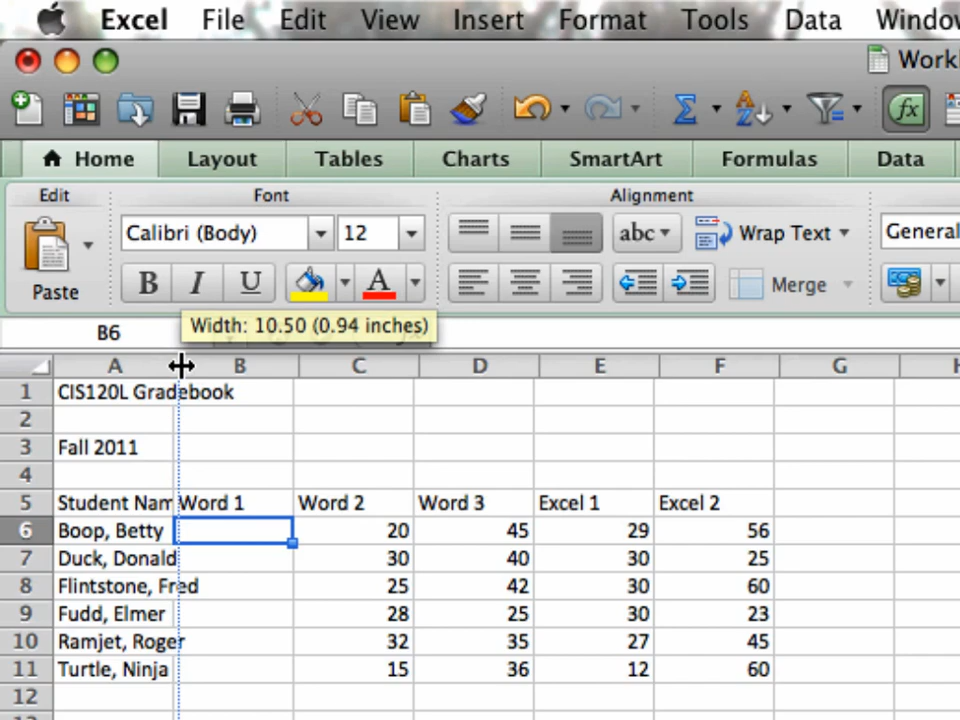 Excel File Edit View Insert Format Tools Data
Home Layout Tables Charts SmartArt Formulas Data
Edit Font Alignment
Calibri (Body) 12 abc Wrap Text General
Paste B I U A Merge
B6 Width: 10.50 (0.94 inches)
A B C D E F G
1 CIS120L Gradebook
2
3 Fall 2011
4
5 Student Nam Word 1 Word 2 Word 3 Excel 1 Excel 2
6 Boop, Betty 20 45 29 56
7 Duck, Donald 30 40 30 25
8 Flintstone, Fred 25 42 30 60
9 Fudd, Elmer 28 25 30 23
10 Ramjet, Roger 32 35 27 45
11 Turtle, Ninja 15 36 12 60
12